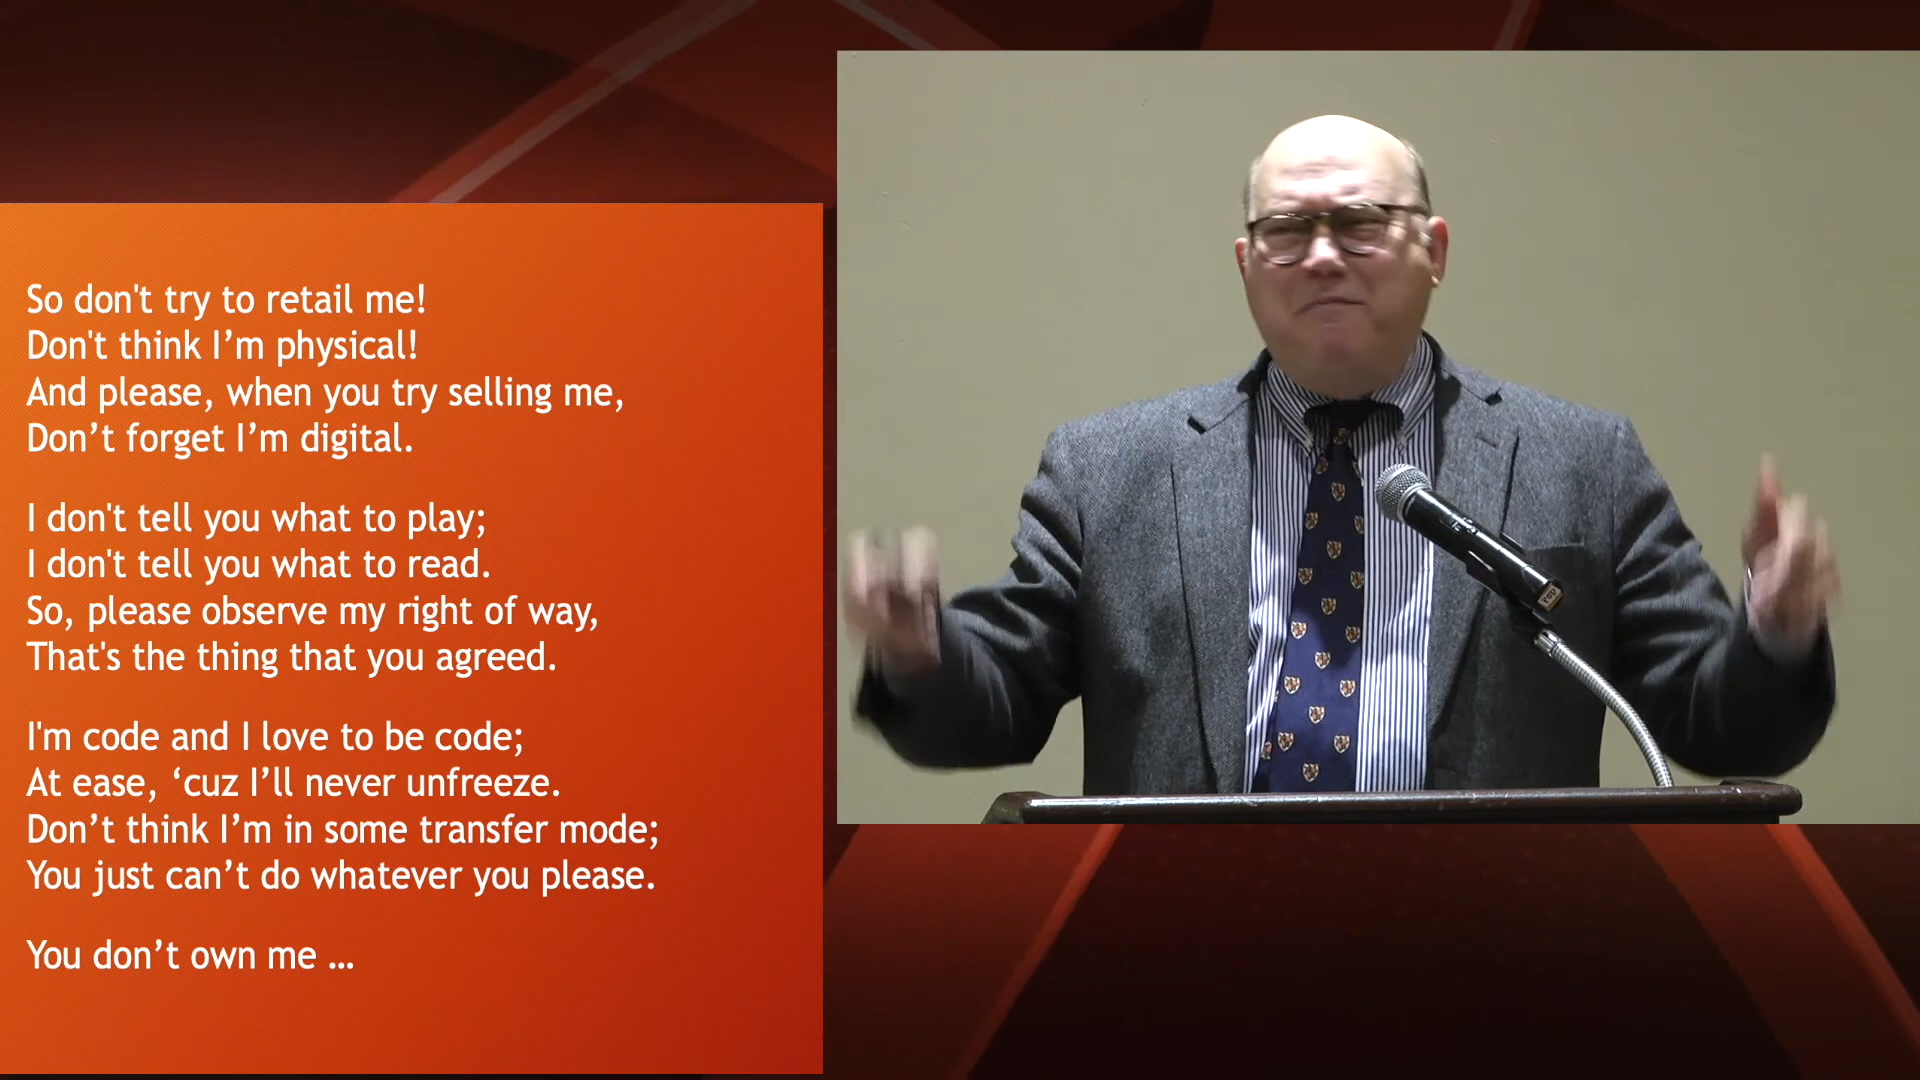 So don't try to retail me!
Don't think I’m physical!
And please, when you try selling me,
Don’t forget I’m digital.
I don't tell you what to play;
I don't tell you what to read.
So, please observe my right of way,
That's the thing that you agreed.
I'm code and I love to be code;
At ease, ‘cuz I’ll never unfreeze.
Don’t think I’m in some transfer mode;
You just can’t do whatever you please.
You don’t own me …